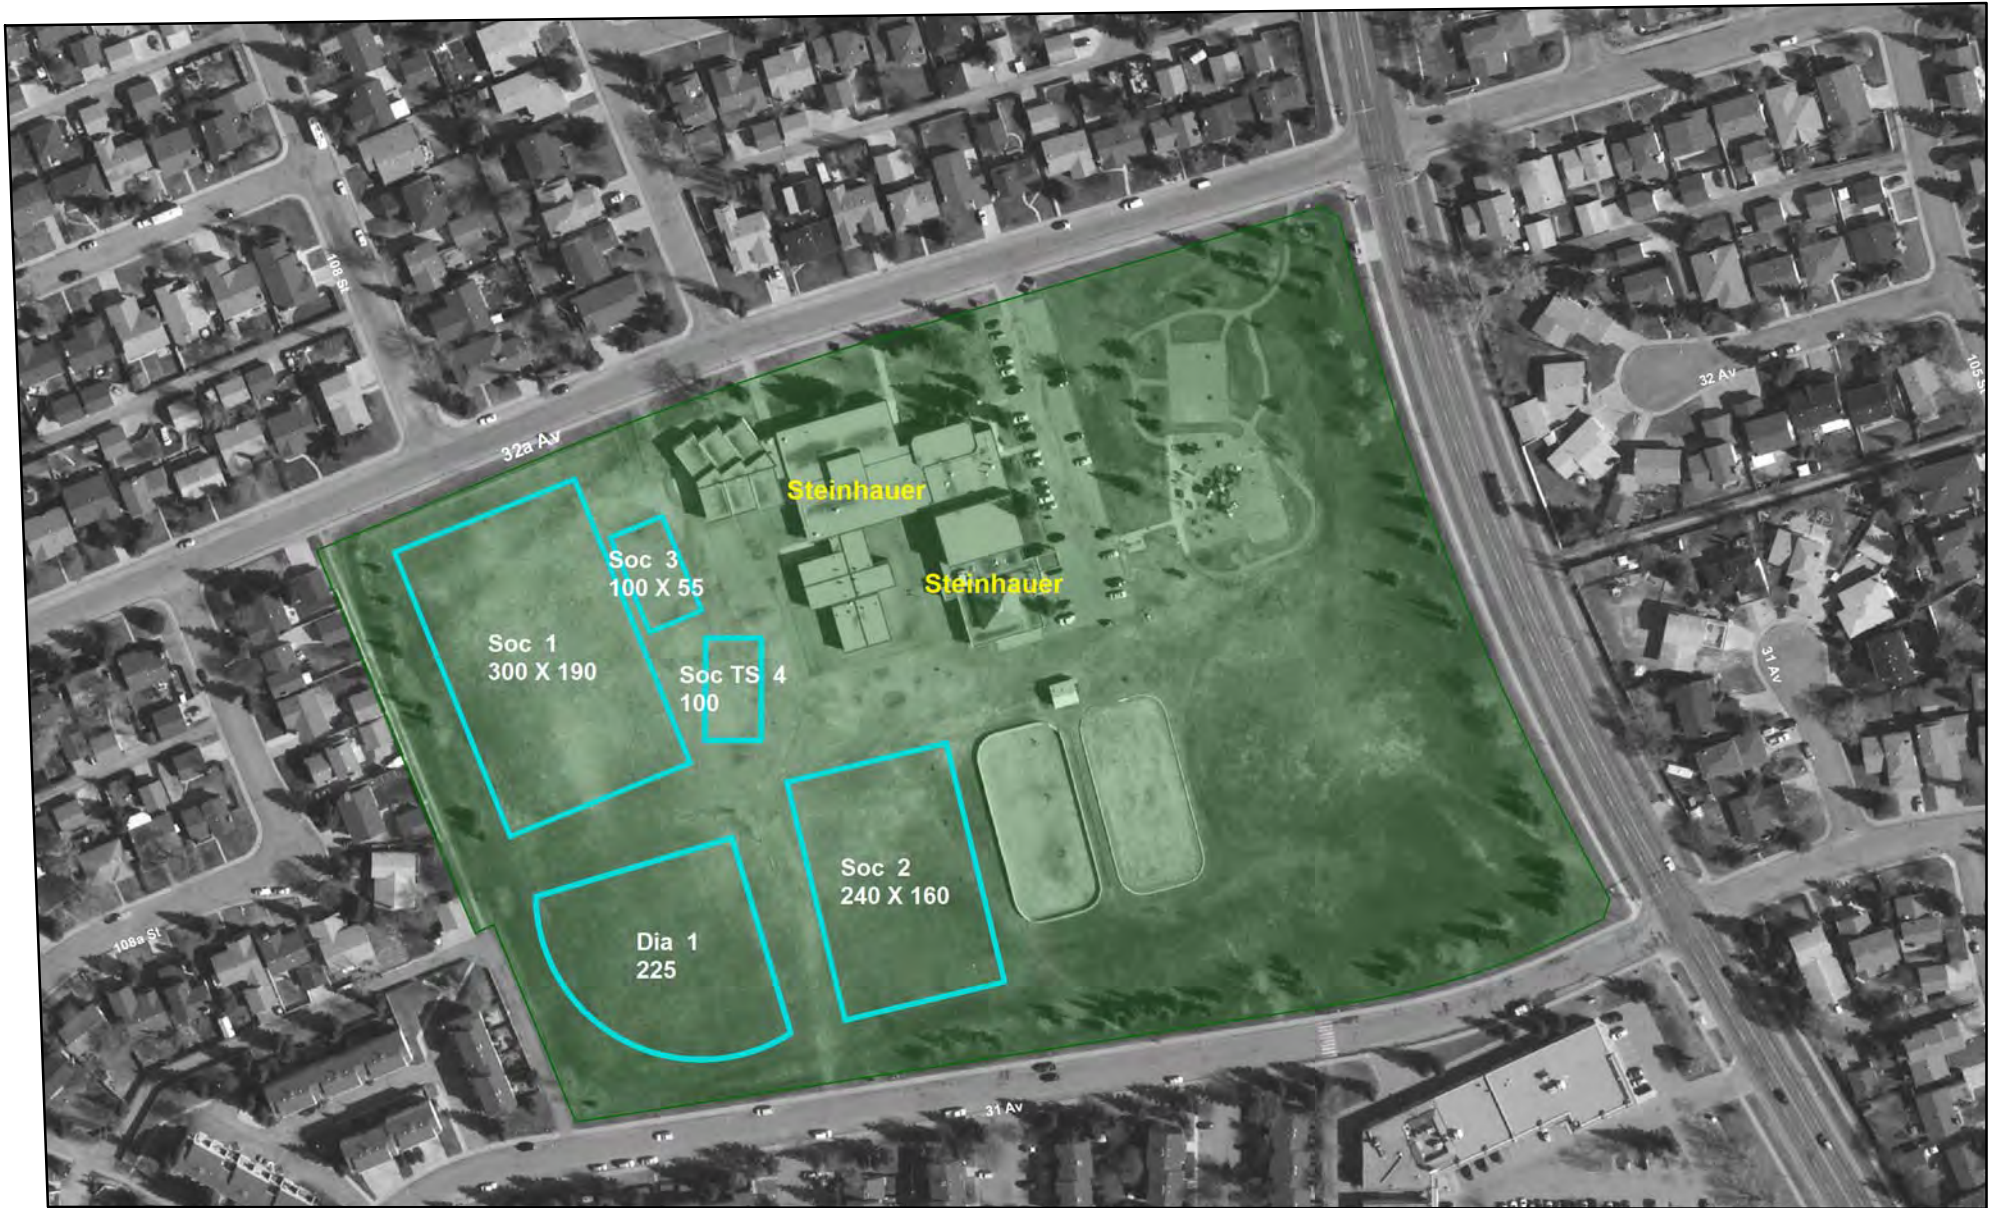 108 St
32 Av
105 St
32a Av
Steinhauer
Soc 3
100 X 55
Steinhauer
Soc 1
300 X 190
31 Av
Soc TS 4
100
Soc 2
240 X 160
108a St
Dia 1
225
31 Av